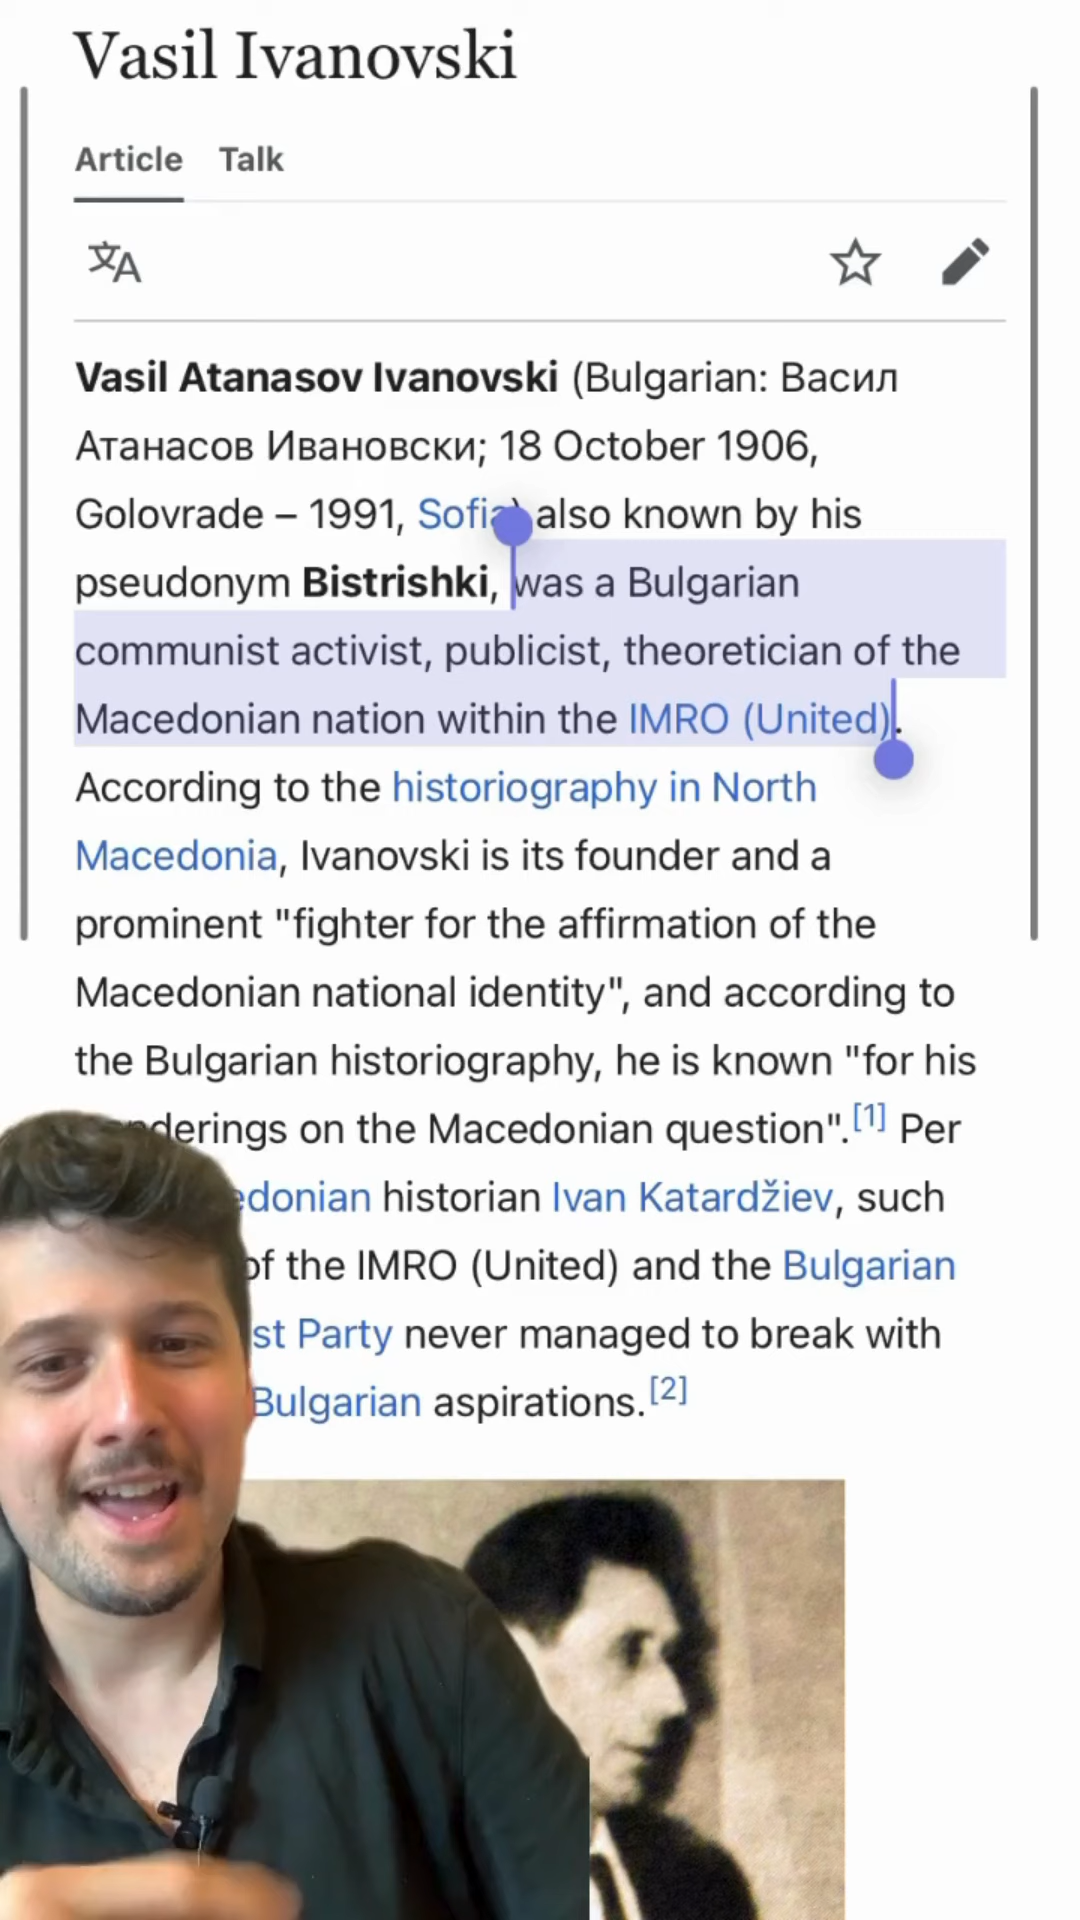 Vasil Ivanovski
Article Talk
文A
Vasil Atanasov Ivanovski (Bulgarian: Васил
Атанасов Ивановски; 18 October 1906,
Golovrade – 1991, Sofia) also known by his
pseudonym Bistrishki, was a Bulgarian
communist activist, publicist, theoretician of the
Macedonian nation within the IMRO (United).
According to the historiography in North
Macedonia, Ivanovski is its founder and a
prominent "fighter for the affirmation of the
Macedonian national identity", and according to
the Bulgarian historiography, he is known "for his
on the Macedonian question".[1] Per
historian Ivan Katardžiev, such
of the IMRO (United) and the Bulgarian
Party never managed to break with
Bulgarian aspirations.[2]